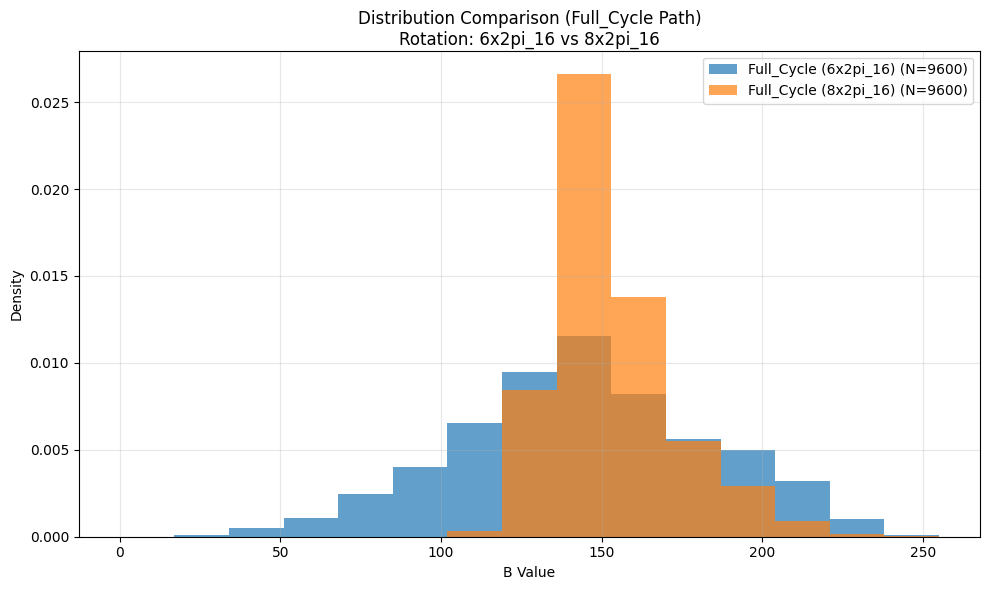 Distribution Comparison (Full_Cycle Path)
Rotation: 6x2pi_16 vs 8x2pi_16
Full_Cycle (6x2pi_16) (N=9600)
Full_Cycle (8x2pi_16) (N=9600)
Density
0.025
0.020
0.015
0.010
0.005
0.000
0 50 100 150 200 250
B Value